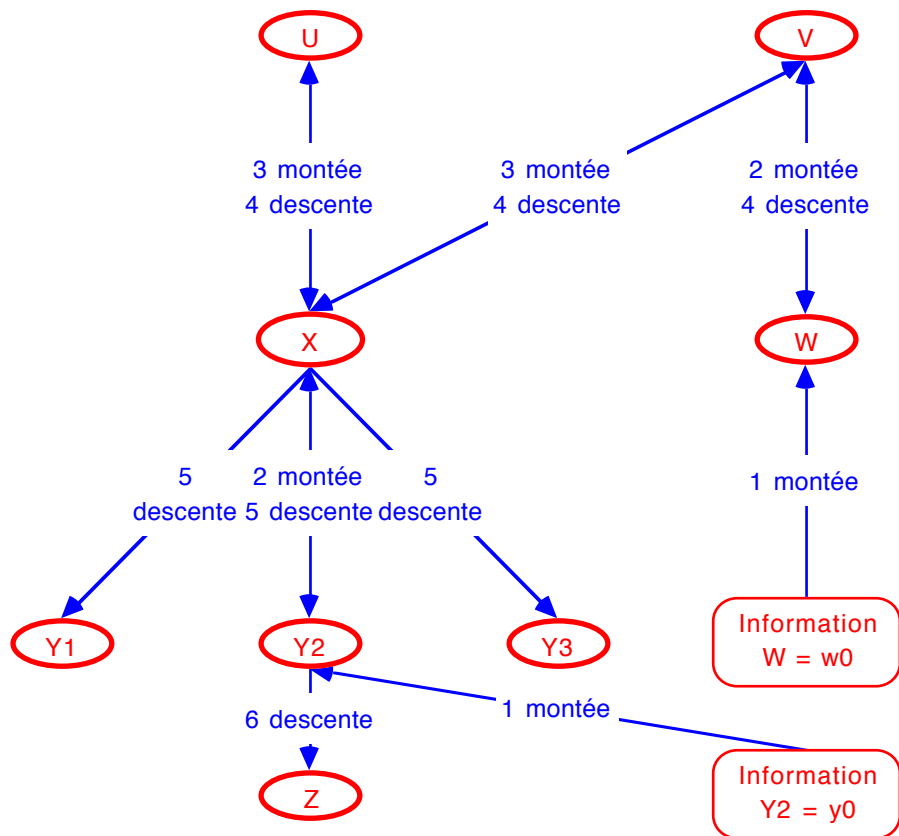 U
V
3 montée
4 descente
3 montée
4 descente
2 montée
4 descente
X
W
5
descente
2 montée
5 descente
5
descente
1 montée
Y1
Y2
Y3
Information
W = w0
6 descente
1 montée
Z
Information
Y2 = y0